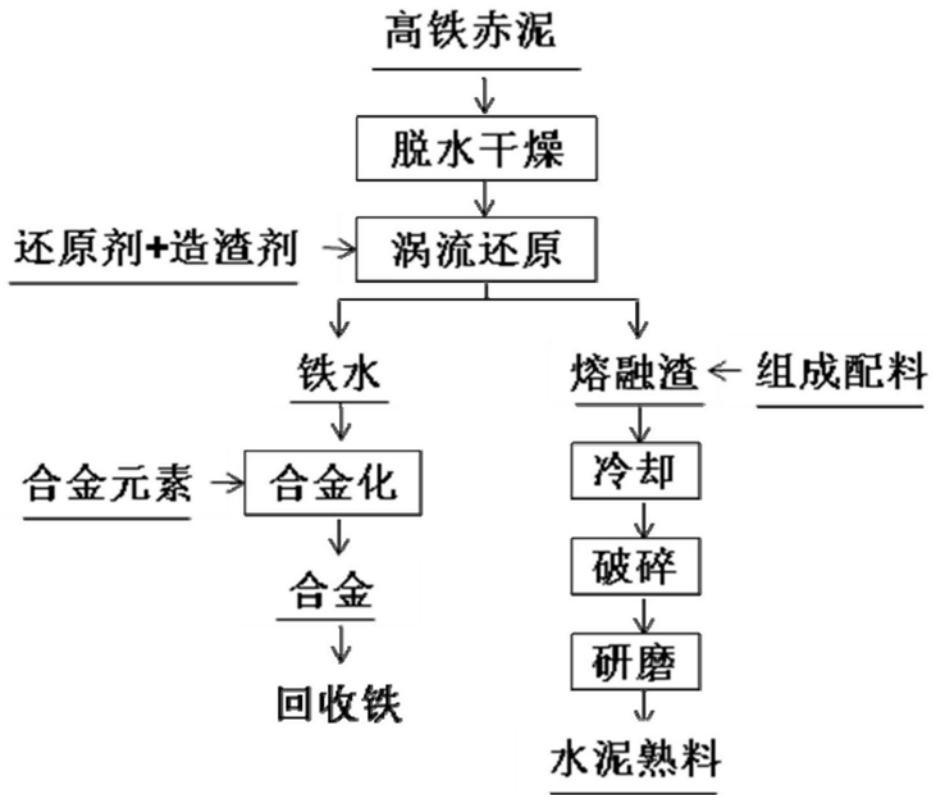 高铁赤泥
脱水干燥
还原剂+造渣剂
涡流还原
铁水
熔融渣
组成配料
合金元素
合金化
冷却
合金
破碎
回收铁
研磨
水泥熟料